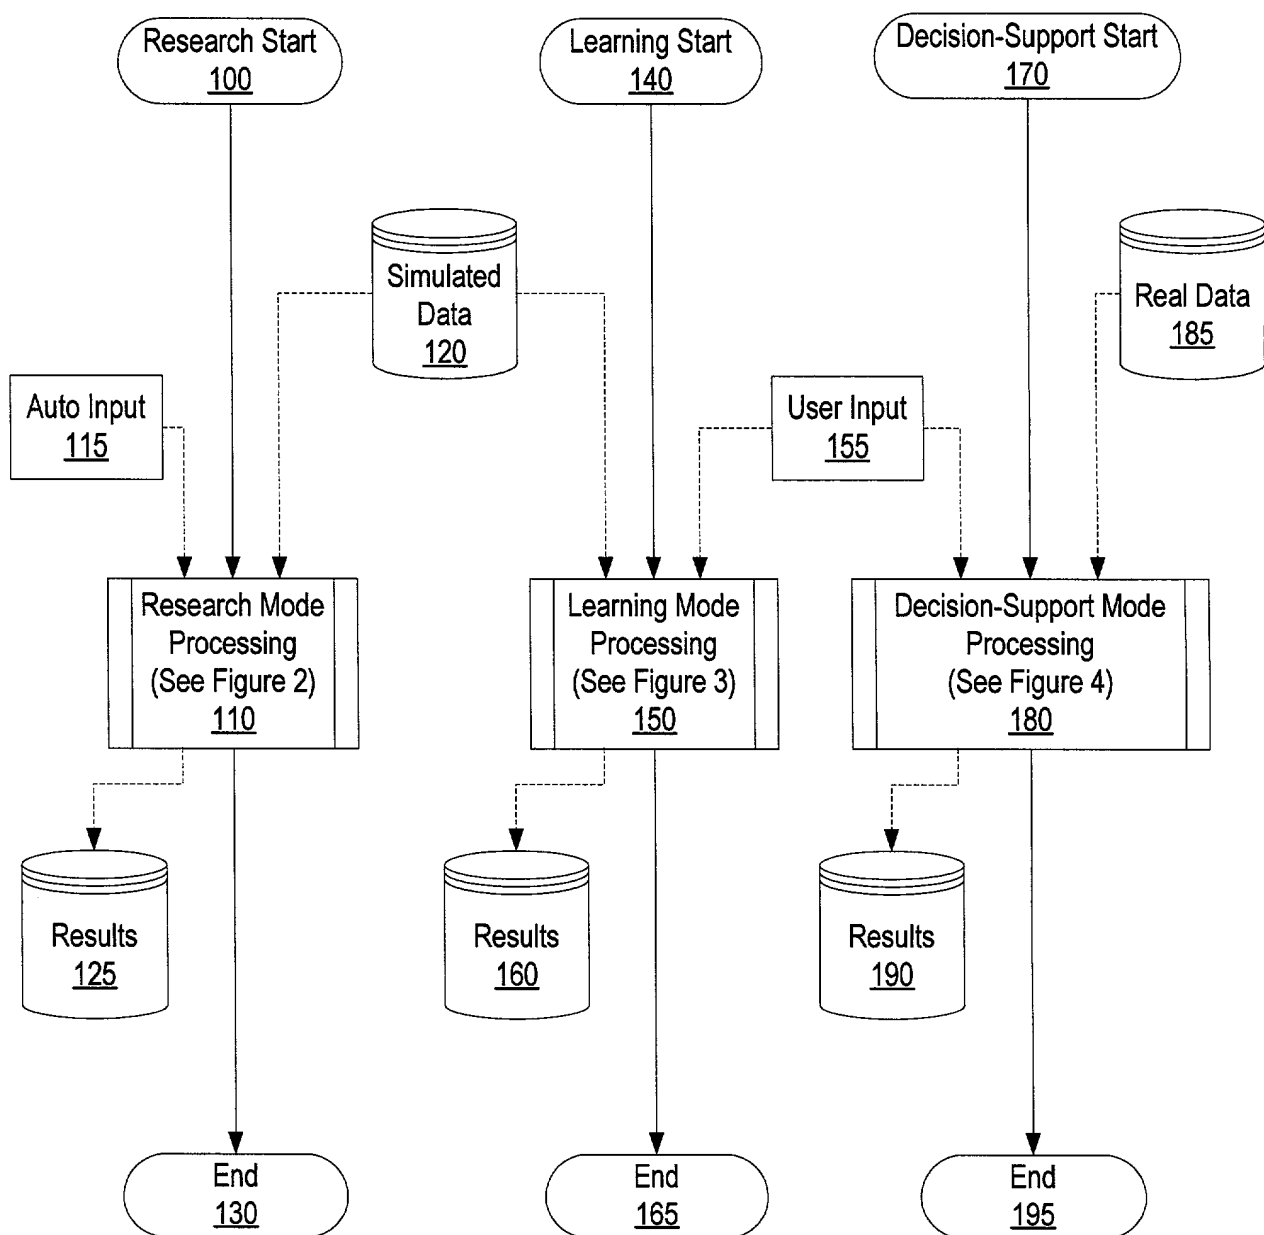 Research Start
100
Learning Start
140
Decision-Support Start
170
Simulated
Data
120
Real Data
185
Auto Input
115
User Input
155
Research Mode
Processing
(See Figure 2)
110
Learning Mode
Processing
(See Figure 3)
150
Decision-Support Mode
Processing
(See Figure 4)
180
Results
125
Results
160
Results
190
End
130
End
165
End
195